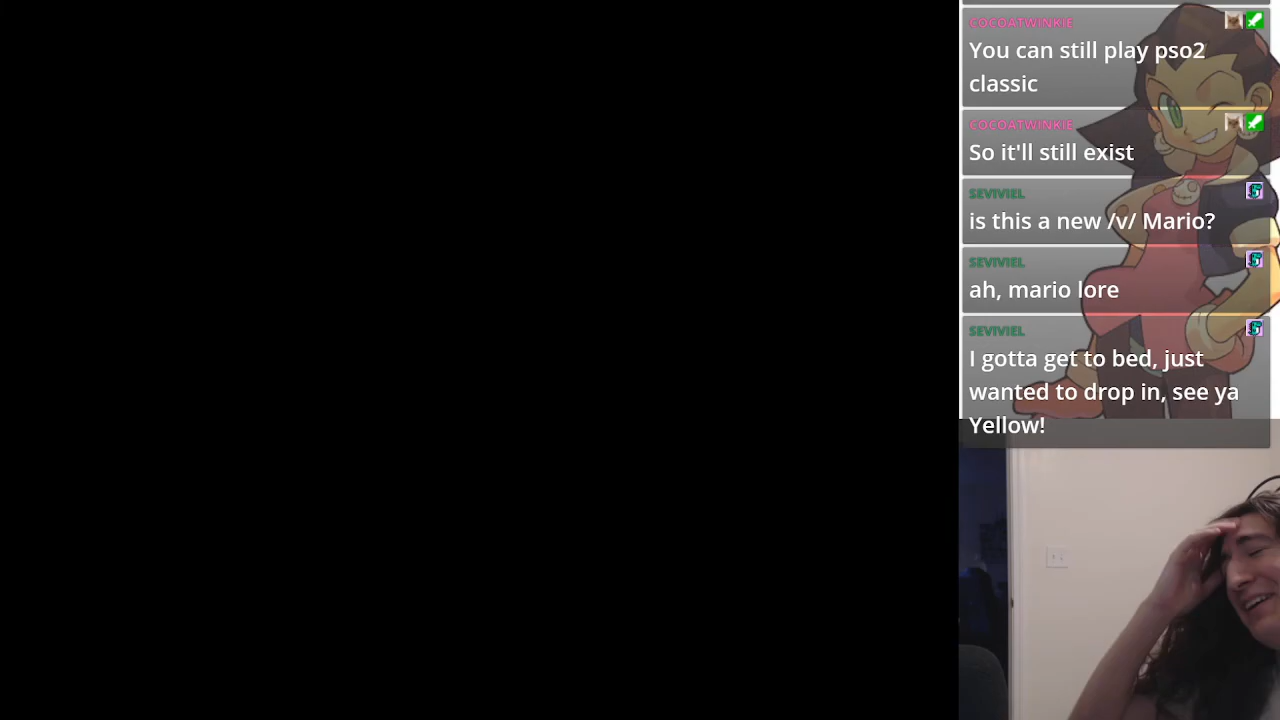 COCOATWINKIE
You can still play pso2
classic
COCOATWINKIE
So it'll still exist
SEVIVIEL
is this a new /v/ Mario?
SEVIVIEL
ah, mario lore
SEVIVIEL
I gotta get to bed, just
wanted to drop in, see ya
Yellow!